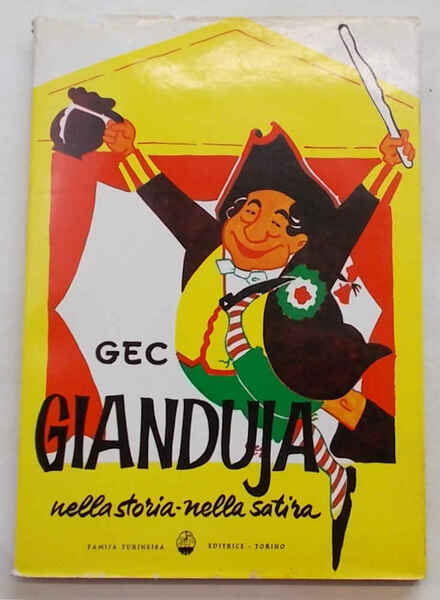 GEC
GIANDUJA
nella storia - nella satira
FAMIJA TURINEISA EDITRICE - TORINO